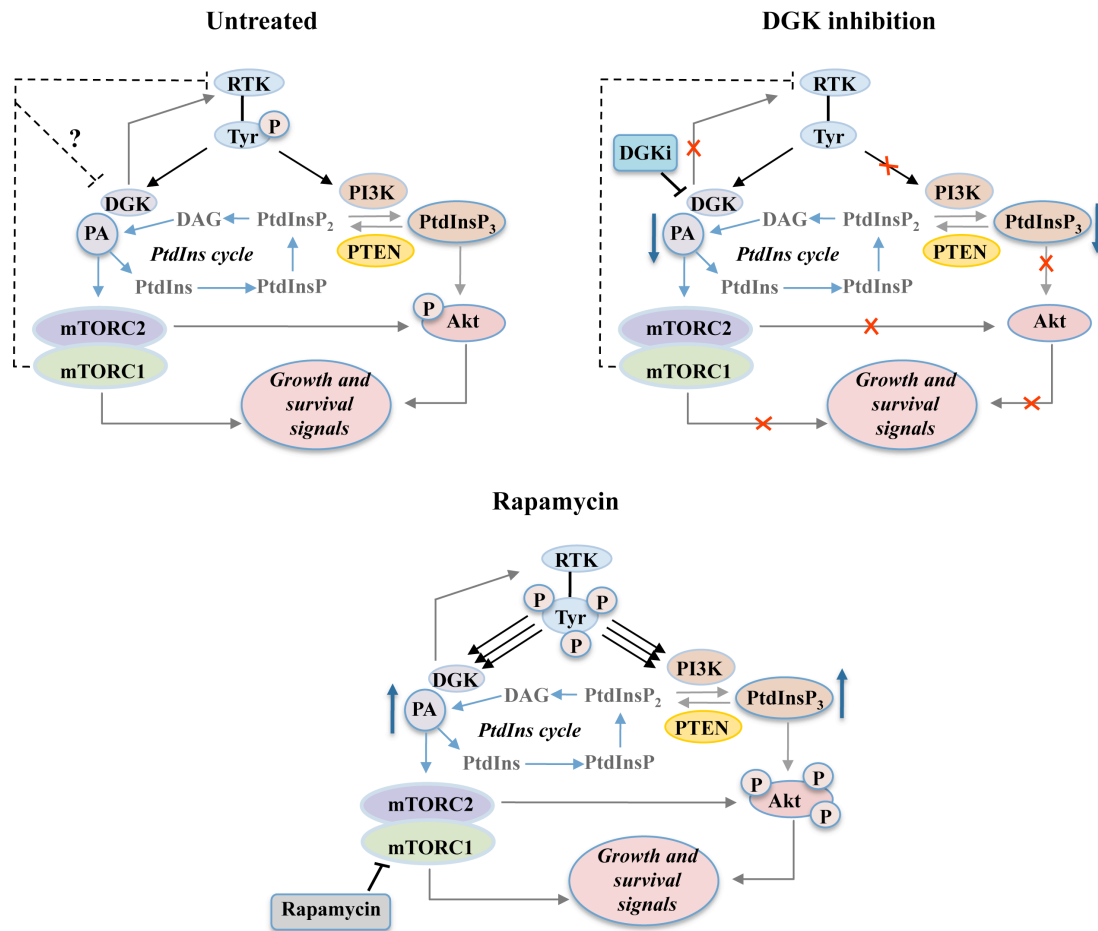 Untreated
RTK
?
Tyr
P
DGK
PI3K
PA
DAG
PtdInsP2
PtdInsP3
PtdIns cycle
PTEN
PtdIns
PtdInsP
mTORC2
P
Akt
mTORC1
Growth and
survival
signals
DGK inhibition
RTK
DGKi
Tyr
DGK
PI3K
PA
DAG
PtdInsP2
PtdInsP3
PtdIns cycle
PTEN
PtdIns
PtdInsP
mTORC2
Akt
mTORC1
Growth and
survival
signals
Rapamycin
RTK
P
P
Tyr
P
DGK
PI3K
PA
DAG
PtdInsP2
PtdInsP3
PtdIns cycle
PTEN
PtdIns
PtdInsP
mTORC2
P
P
Akt
P
mTORC1
Growth and
survival
signals
Rapamycin